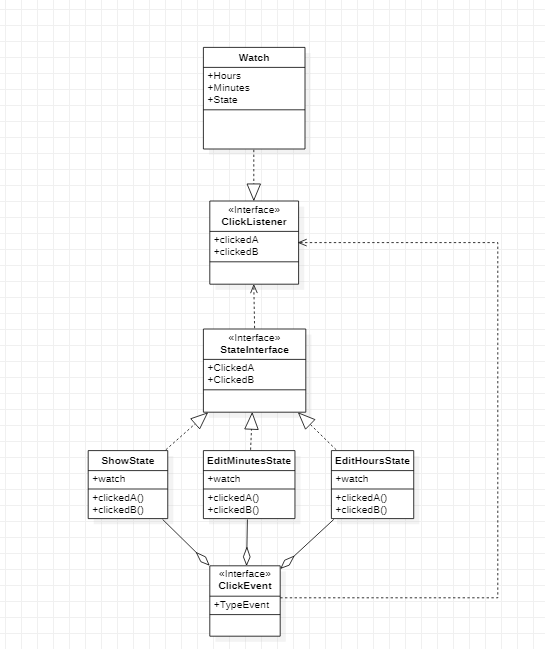 Watch
+Hours
+Minutes
+State
«Interface»
ClickListener
+clickedA
+clickedB
«Interface»
StateInterface
+ClickedA
+ClickedB
ShowState
+watch
+clickedA()
+clickedB()
EditMinutesState
+watch
+clickedA()
+clickedB()
EditHoursState
+watch
+clickedA()
+clickedB()
«Interface»
ClickEvent
+TypeEvent